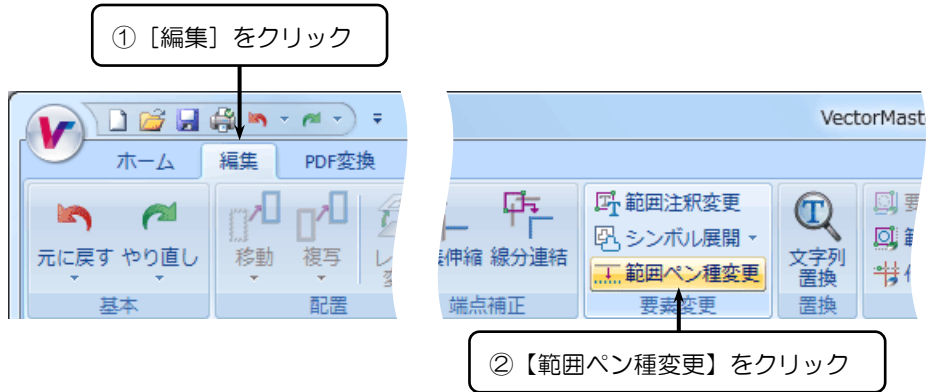 ① [編集] をクリック
VectorMast
ホーム 編集 PDF変換
元に戻す やり直し 移動 複写 レ 伸縮 線分連結
範囲注釈変更
シンボル展開
範囲ペン種変更
文字列
置換
基本 配置 端点補正 要素変更 置換
② 【範囲ペン種変更】をクリック